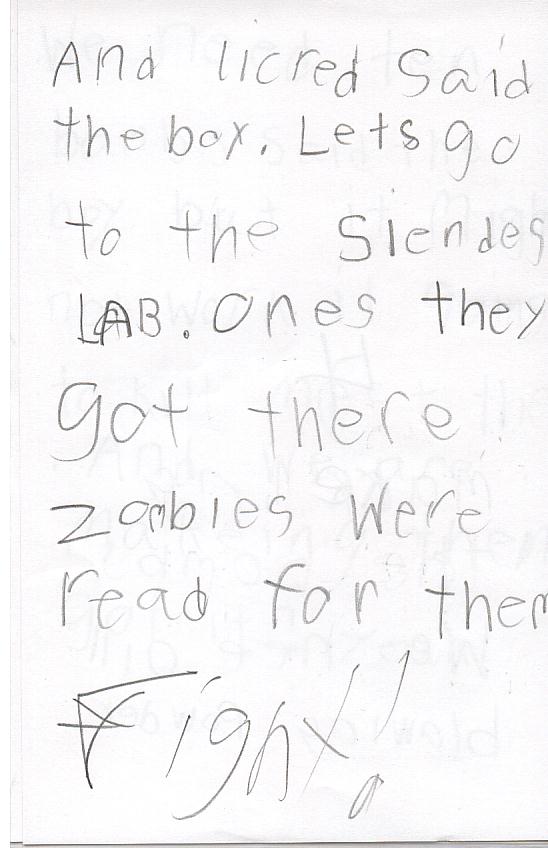 And licred Said
the box. Lets go
to the Siendes
LAB. Ones they
got there
zombies were
read for them
Fight!